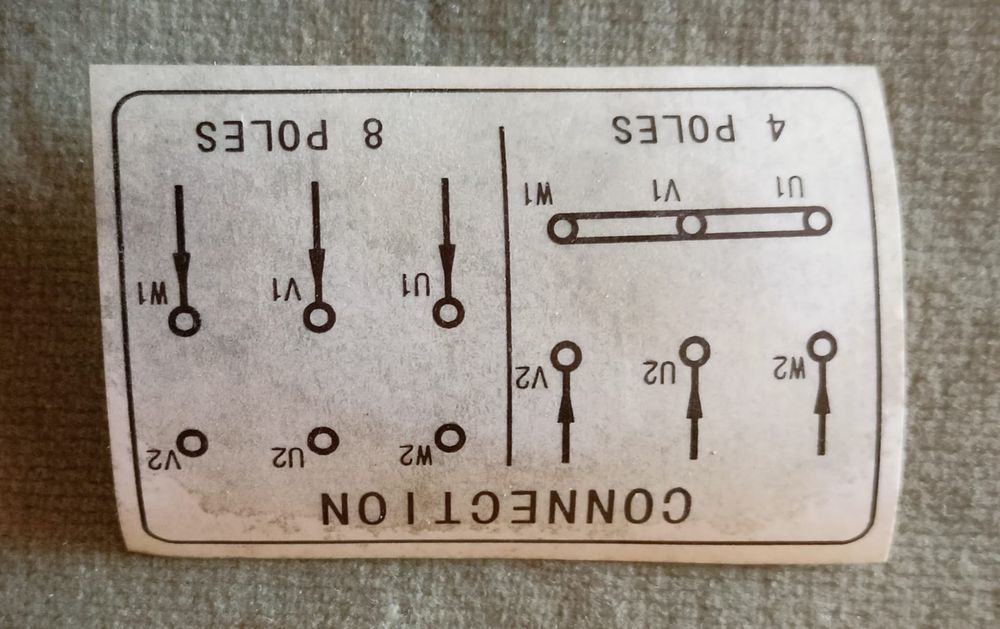 CONNECTION
W2 U2 V2 W2 U2 V2
U1 V1 W1 U1 V1 W1
4 POLES 8 POLES